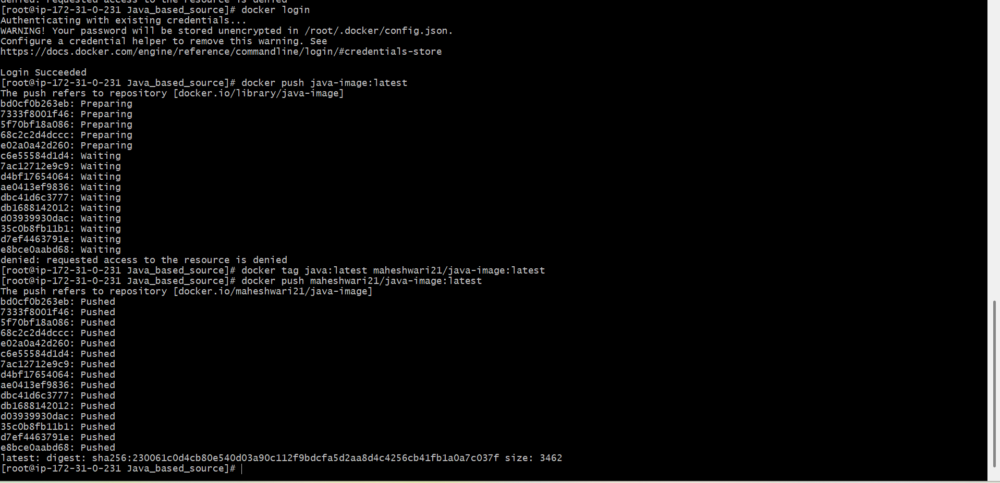 denied: requested access to the resource is denied
[root@ip-172-31-0-231 Java_based_source]# docker login
Authenticating with existing credentials...
WARNING! Your password will be stored unencrypted in /root/.docker/config.json.
Configure a credential helper to remove this warning. See
https://docs.docker.com/engine/reference/commandline/login/#credentials-store
Login Succeeded
[root@ip-172-31-0-231 Java_based_source]# docker push java-image:latest
The push refers to repository [docker.io/library/java-image]
bd0cf0b263eb: Preparing
7333f8001f46: Preparing
5f70bf18a086: Preparing
68c2c2d4dccc: Preparing
e02a0a42d260: Preparing
c6e55584d1d4: Waiting
7ac12712e9c9: Waiting
d4bf17654064: Waiting
ae0413ef9836: Waiting
dbc41d6c3777: Waiting
db1688142012: Waiting
d03939930dac: Waiting
35c0b8fb11b1: Waiting
d7ef4463791e: Waiting
e8bce0aabd68: Waiting
denied: requested access to the resource is denied
[root@ip-172-31-0-231 Java_based_source]# docker tag java:latest maheshwari21/java-image:latest
[root@ip-172-31-0-231 Java_based_source]# docker push maheshwari21/java-image:latest
The push refers to repository [docker.io/maheshwari21/java-image]
bd0cf0b263eb: Pushed
7333f8001f46: Pushed
5f70bf18a086: Pushed
68c2c2d4dccc: Pushed
e02a0a42d260: Pushed
c6e55584d1d4: Pushed
7ac12712e9c9: Pushed
d4bf17654064: Pushed
ae0413ef9836: Pushed
dbc41d6c3777: Pushed
db1688142012: Pushed
d03939930dac: Pushed
35c0b8fb11b1: Pushed
d7ef4463791e: Pushed
e8bce0aabd68: Pushed
latest: digest: sha256:230061c0d4cb80e540d03a90c112f9bdcfa5d2aa8d4c4256cb41fb1a0a7c037f size: 3462
[root@ip-172-31-0-231 Java_based_source]#